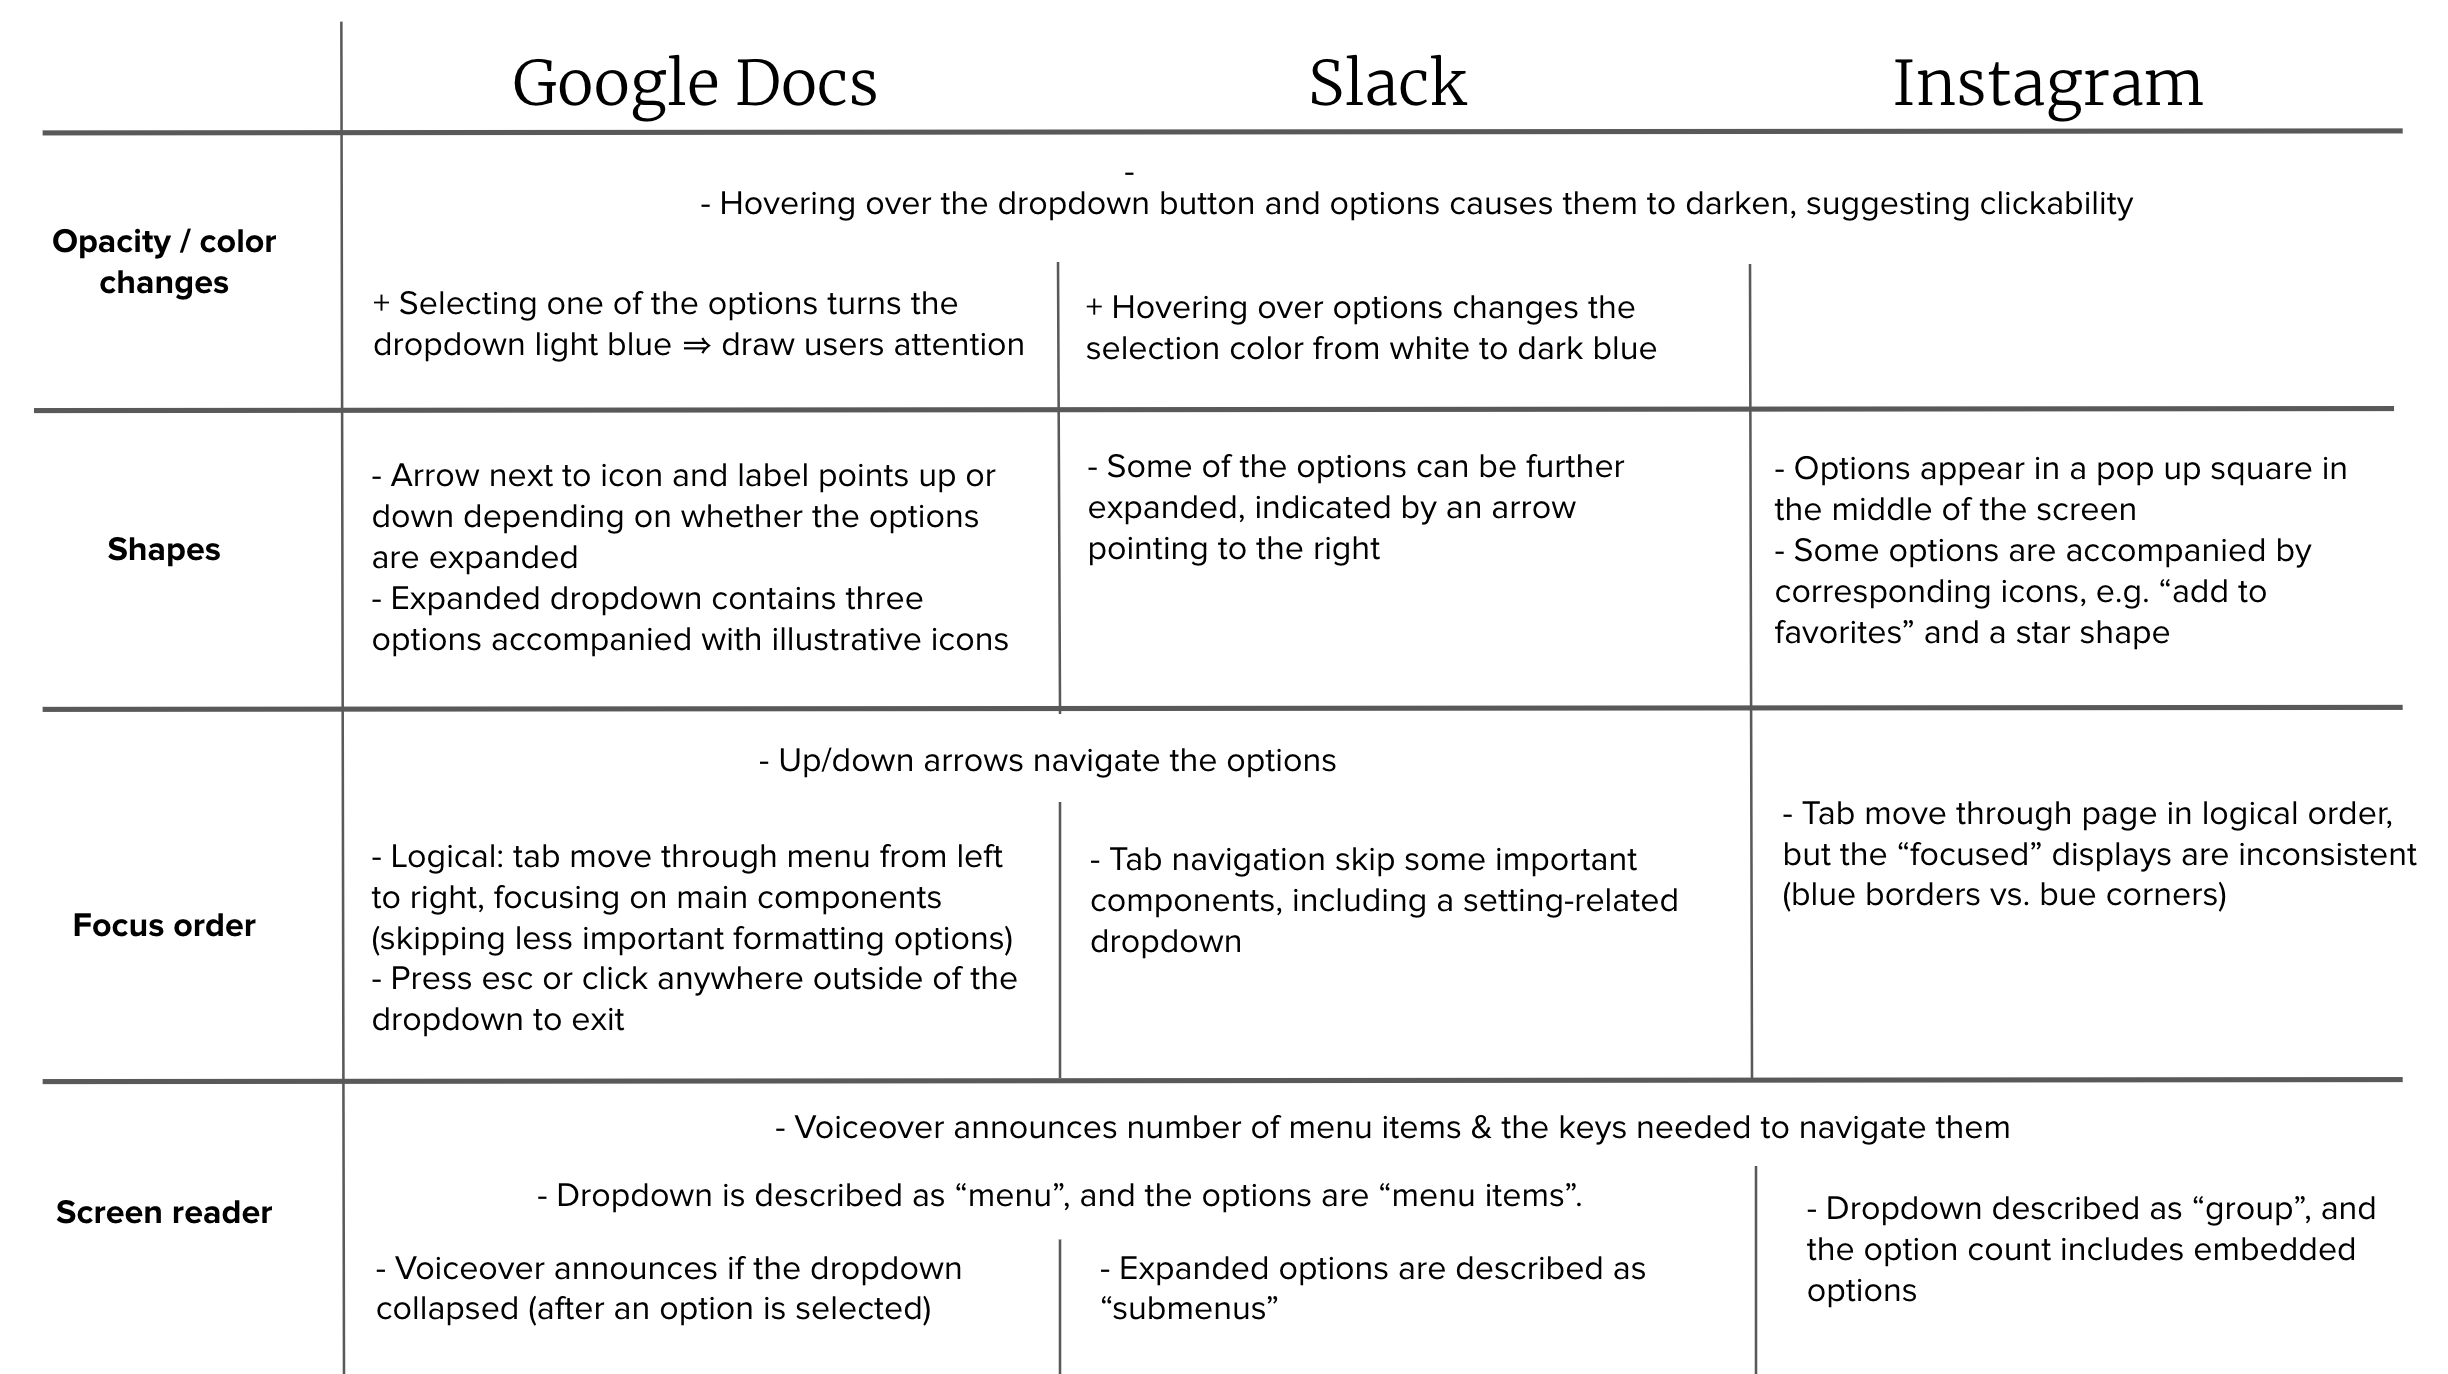 Google Docs
Slack
Instagram
Opacity / color
changes
-
- Hovering over the dropdown button and options causes them to darken, suggesting clickability
+ Selecting one of the options turns the
dropdown light blue ⇒ draw users attention
+ Hovering over options changes the
selection color from white to dark blue
Shapes
- Arrow next to icon and label points up or
down depending on whether the options
are expanded
- Expanded dropdown contains three
options accompanied with illustrative icons
- Some of the options can be further
expanded, indicated by an arrow
pointing to the right
- Options appear in a pop up square in
the middle of the screen
- Some options are accompanied by
corresponding icons, e.g. “add to
favorites” and a star shape
Focus order
- Up/down arrows navigate the options
- Logical: tab move through menu from left
to right, focusing on main components
(skipping less important formatting options)
- Press esc or click anywhere outside of the
dropdown to exit
- Tab navigation skip some important
components, including a setting-related
dropdown
- Tab move through page in logical order,
but the “focused” displays are inconsistent
(blue borders vs. bue corners)
Screen reader
- Voiceover announces number of menu items & the keys needed to navigate them
- Dropdown is described as “menu”, and the options are “menu items”.
- Voiceover announces if the dropdown
collapsed (after an option is selected)
- Expanded options are described as
“submenus”
- Dropdown described as “group”, and
the option count includes embedded
options